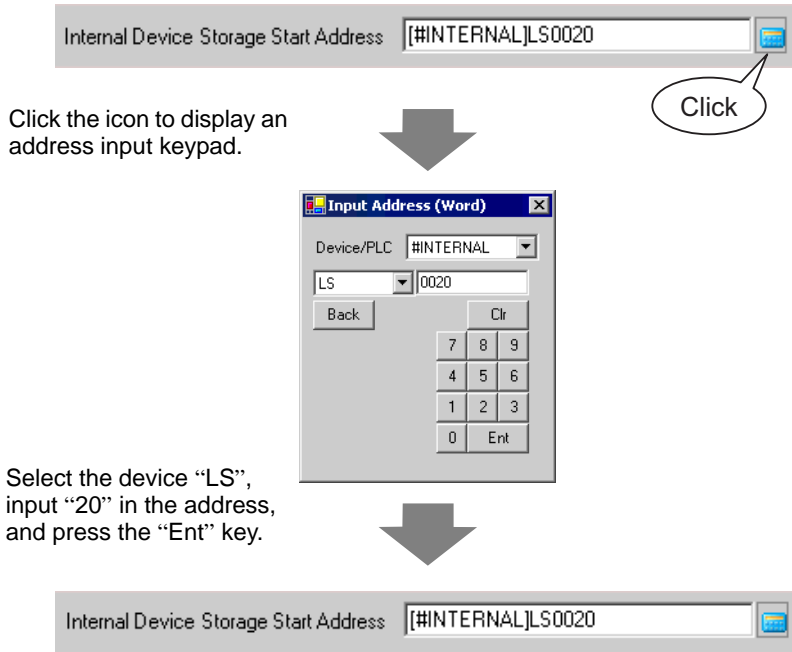 Internal Device Storage Start Address [#INTERNAL]LS0020
Click
Click the icon to display an
address input keypad.
Input Address (Word)
Device/PLC #INTERNAL
LS 0020
Back Clr
7 8 9
4 5 6
1 2 3
0 Ent
Select the device “LS”,
input “20” in the address,
and press the “Ent” key.
Internal Device Storage Start Address [#INTERNAL]LS0020